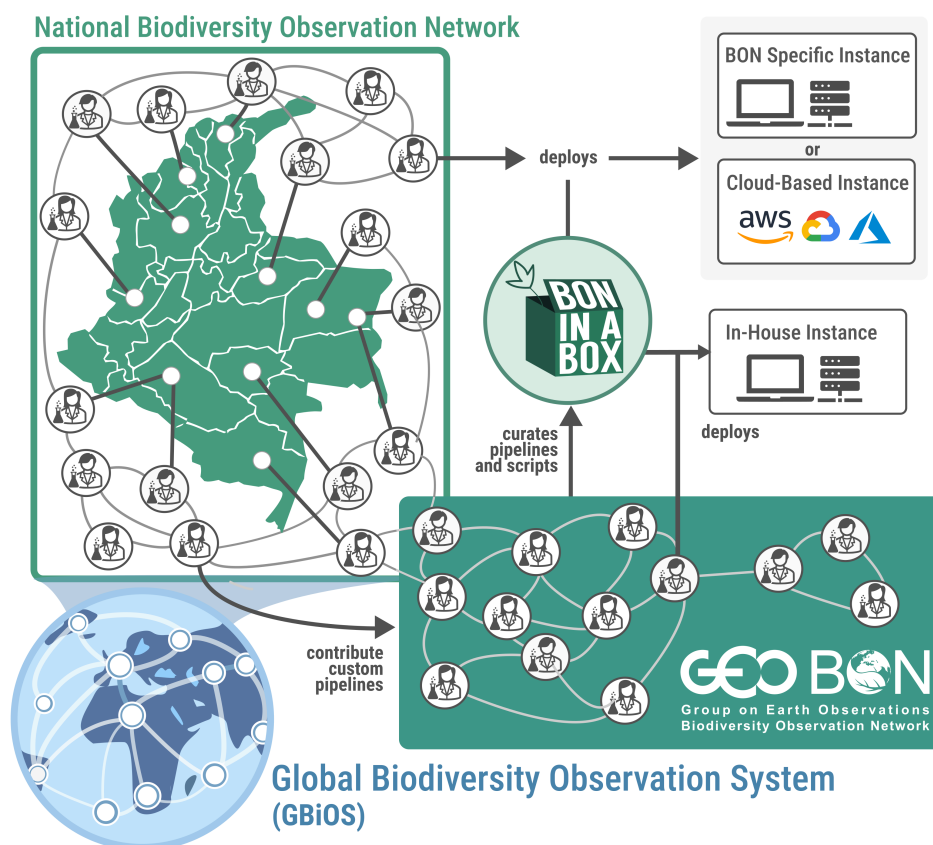 National Biodiversity Observation Network
BON Specific Instance
or
Cloud-Based Instance
aws
deploys
BON
IN A
BOX
In-House Instance
deploys
curates
pipelines
and scripts
contribute
custom
pipelines
GEO BON
Group on Earth Observations
Biodiversity Observation Network
Global Biodiversity Observation System
(GBiOS)